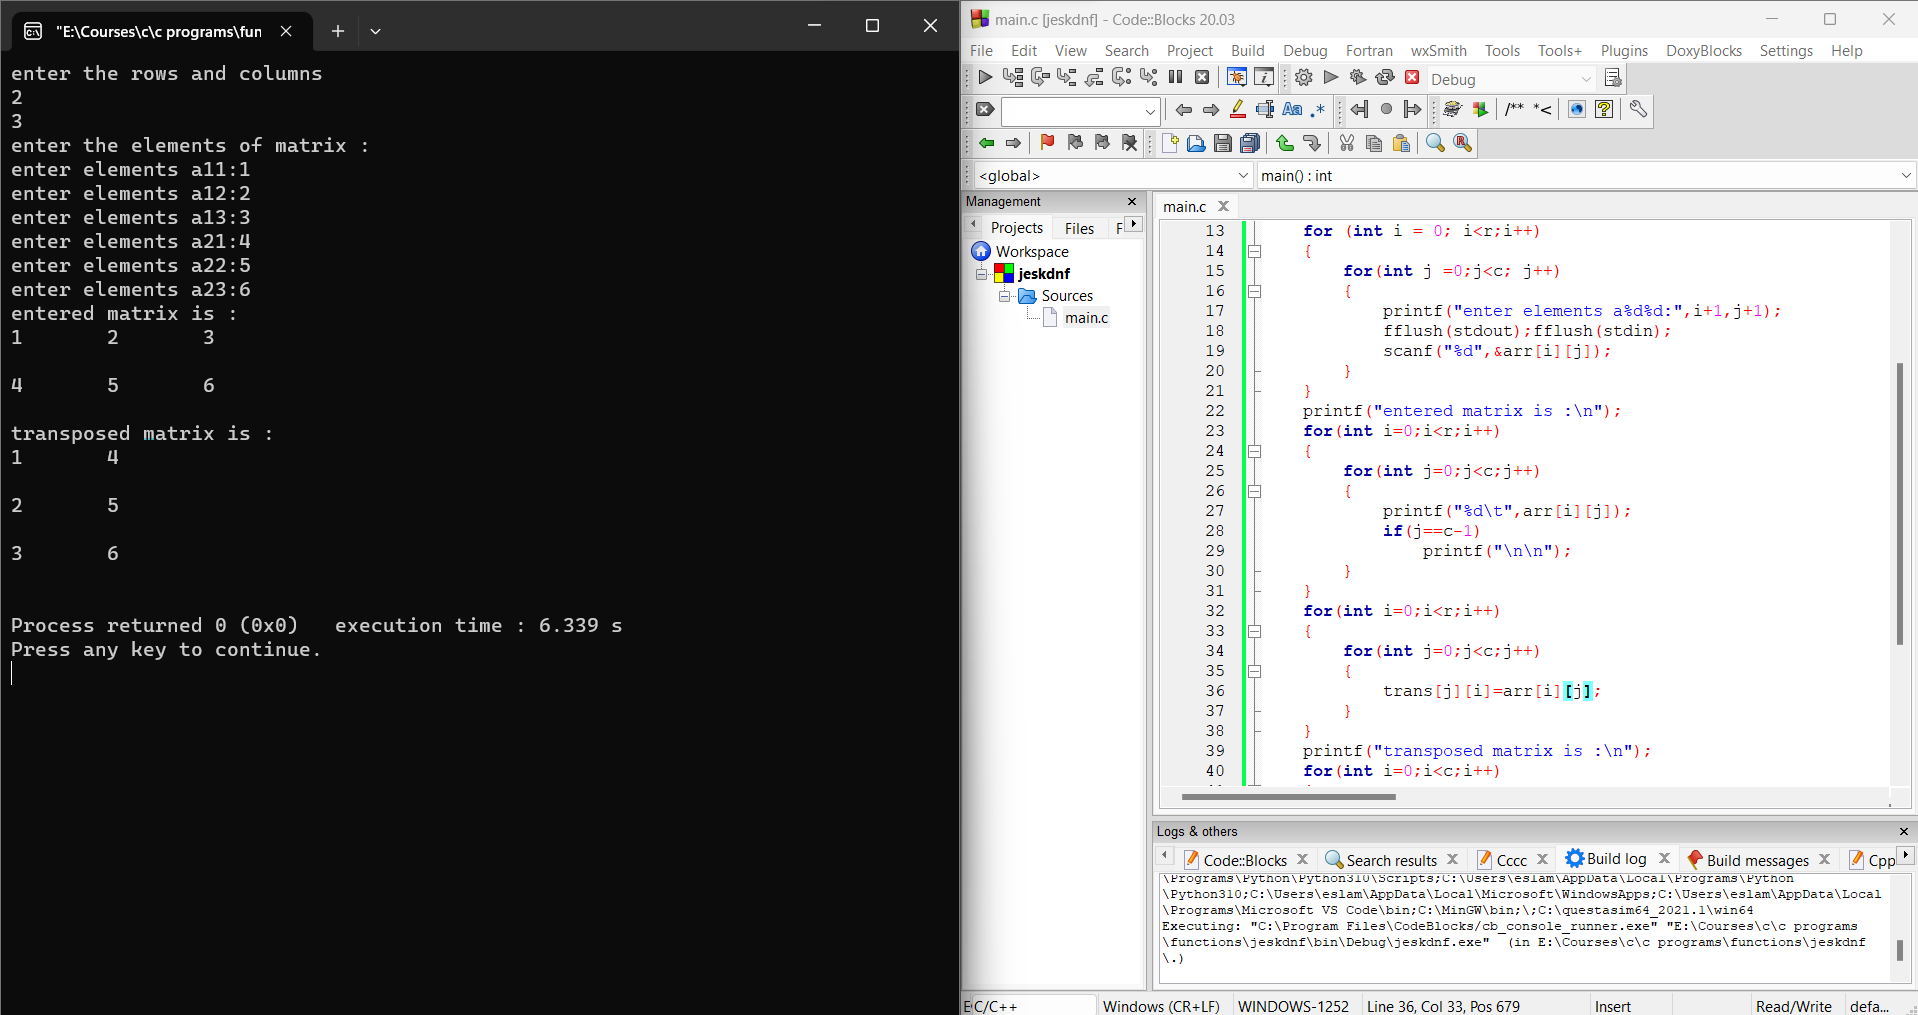 "E:\Courses\c\c programs\fun
enter the rows and columns
2
3
enter the elements of matrix :
enter elements a11:1
enter elements a12:2
enter elements a13:3
enter elements a21:4
enter elements a22:5
enter elements a23:6
entered matrix is :
1 2 3
4 5 6
transposed matrix is :
1 4
2 5
3 6
Process returned 0 (0x0) execution time : 6.339 s
Press any key to continue.
main.c [jeskdnf] - Code::Blocks 20.03
File Edit View Search Project Build Debug Fortran wxSmith Tools Tools+ Plugins DoxyBlocks Settings Help
Debug
/** *<
<global> main() : int
Management
Projects Files F
Workspace
jeskdnf
Sources
main.c
main.c
13 for (int i = 0; i<r;i++)
14 {
15 for(int j =0;j<c; j++)
16 {
17 printf("enter elements a%d%d:",i+1,j+1);
18 fflush(stdout);fflush(stdin);
19 scanf("%d",&arr[i][j]);
20 }
21 }
22 printf("entered matrix is :\n");
23 for(int i=0;i<r;i++)
24 {
25 for(int j=0;j<c;j++)
26 {
27 printf("%d\t",arr[i][j]);
28 if(j==c-1)
29 printf("\n\n");
30 }
31 }
32 for(int i=0;i<r;i++)
33 {
34 for(int j=0;j<c;j++)
35 {
36 trans[j][i]=arr[i][j];
37 }
38 }
39 printf("transposed matrix is :\n");
40 for(int i=0;i<c;i++)
Logs & others
Code::Blocks Search results Cccc Build log Build messages Cpp
\Programs\Python\Python310\Scripts;C:\Users\eslam\AppData\Local\Programs\Python
\Python310;C:\Users\eslam\AppData\Local\Microsoft\WindowsApps;C:\Users\eslam\AppData\Local
\Programs\Microsoft VS Code\bin;C:\MinGW\bin;\;C:\questasim64_2021.1\win64
Executing: "C:\Program Files\CodeBlocks/cb_console_runner.exe" "E:\Courses\c\c programs
\functions\jeskdnf\bin\Debug\jeskdnf.exe" (in E:\Courses\c\c programs\functions\jeskdnf
\.)
E C/C++ Windows (CR+LF) WINDOWS-1252 Line 36, Col 33, Pos 679 Insert Read/Write defa...